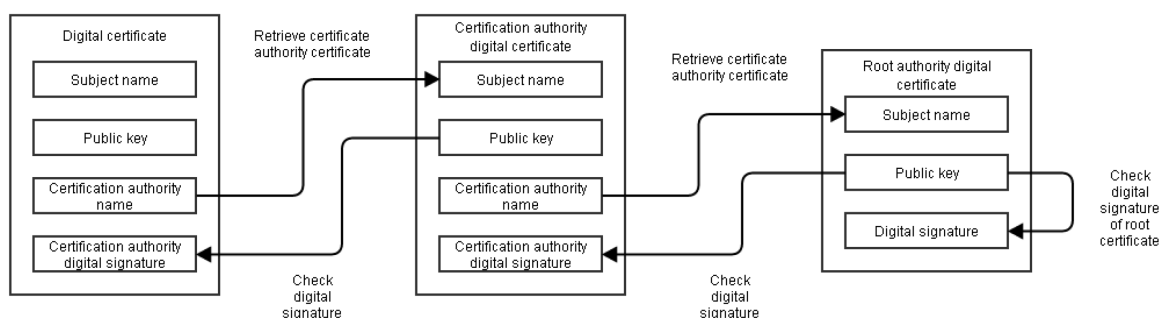 Digital certificate
Subject name
Public key
Certification authority
name
Certification authority
digital signature
Retrieve certificate
authority certificate
Check
digital
signature
Certification authority
digital certificate
Subject name
Public key
Certification authority
name
Certification authority
digital signature
Retrieve certificate
authority certificate
Check
digital
signature
Root authority digital
certificate
Subject name
Public key
Digital signature
Check
digital
signature
of root
certificate